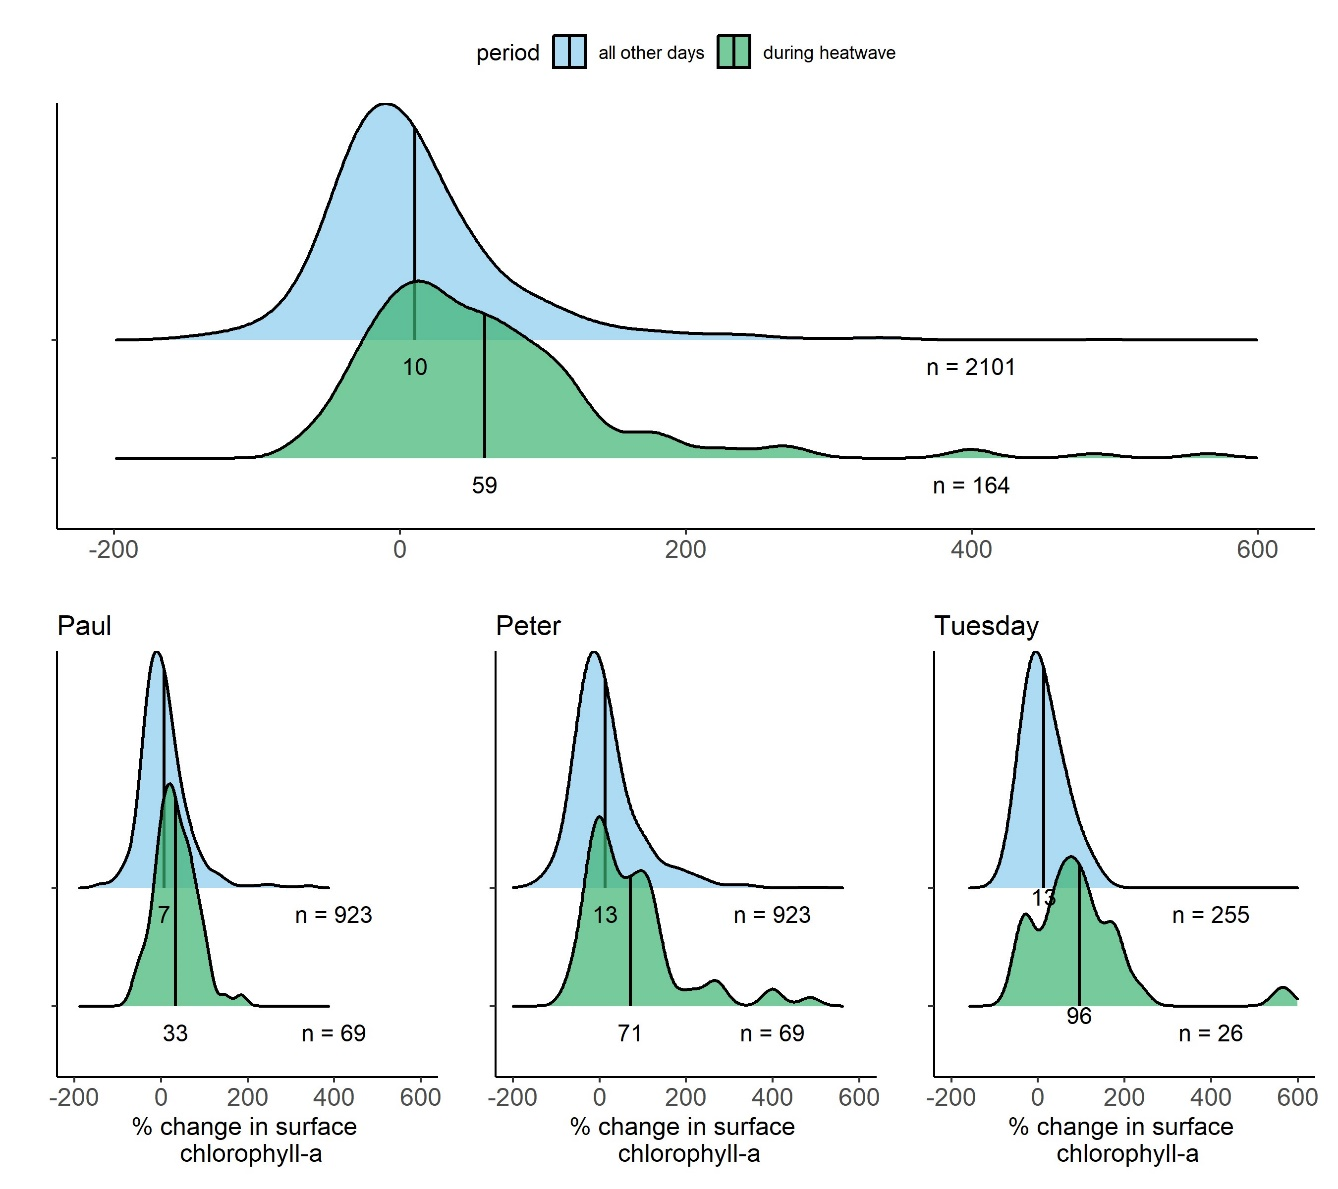 period all other days during heatwave
10 n = 2101
59 n = 164
-200 0 200 400 600
Paul Peter Tuesday
7 n = 923 13 n = 923 13 n = 255
33 n = 69 71 n = 69 96 n = 26
-200 0 200 400 600 -200 0 200 400 600 -200 0 200 400 600
% change in surface % change in surface % change in surface
chlorophyll-a chlorophyll-a chlorophyll-a